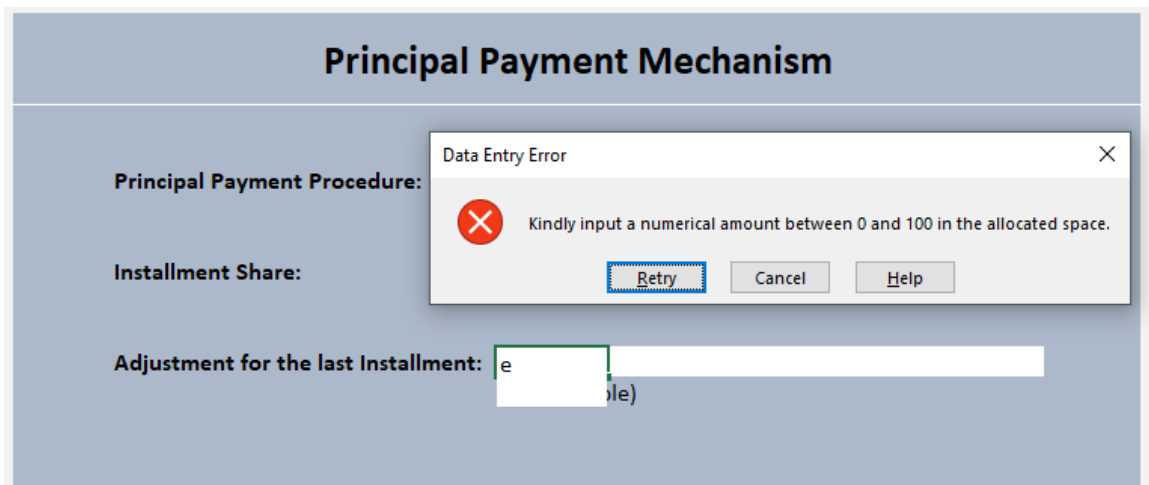 Principal Payment Mechanism
Data Entry Error
Principal Payment Procedure:
Kindly input a numerical amount between 0 and 100 in the allocated space.
Installment Share:
Retry Cancel Help
Adjustment for the last Installment: e